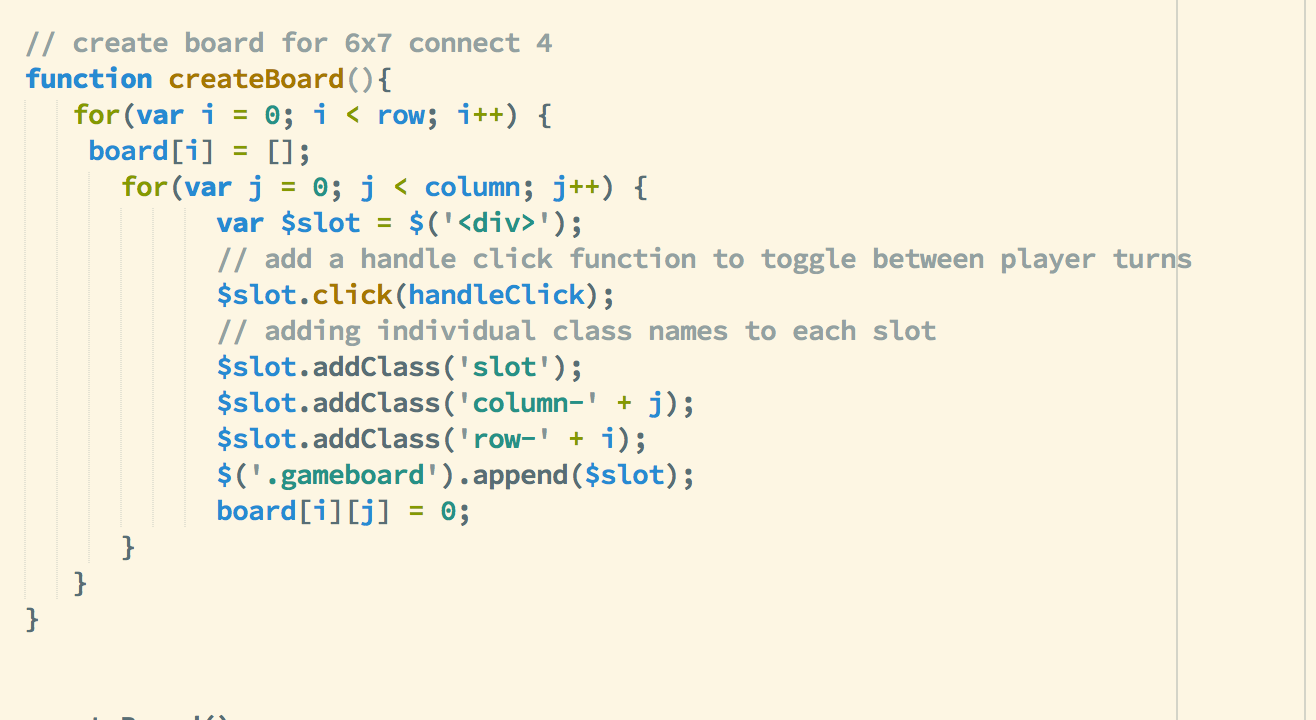 // create board for 6x7 connect 4
function createBoard(){
for(var i = 0; i < row; i++) {
board[i] = [];
for(var j = 0; j < column; j++) {
var $slot = $('<div>');
// add a handle click function to toggle between player turns
$slot.click(handleClick);
// adding individual class names to each slot
$slot.addClass('slot');
$slot.addClass('column-' + j);
$slot.addClass('row-' + i);
$('.gameboard').append($slot);
board[i][j] = 0;
}
}
}